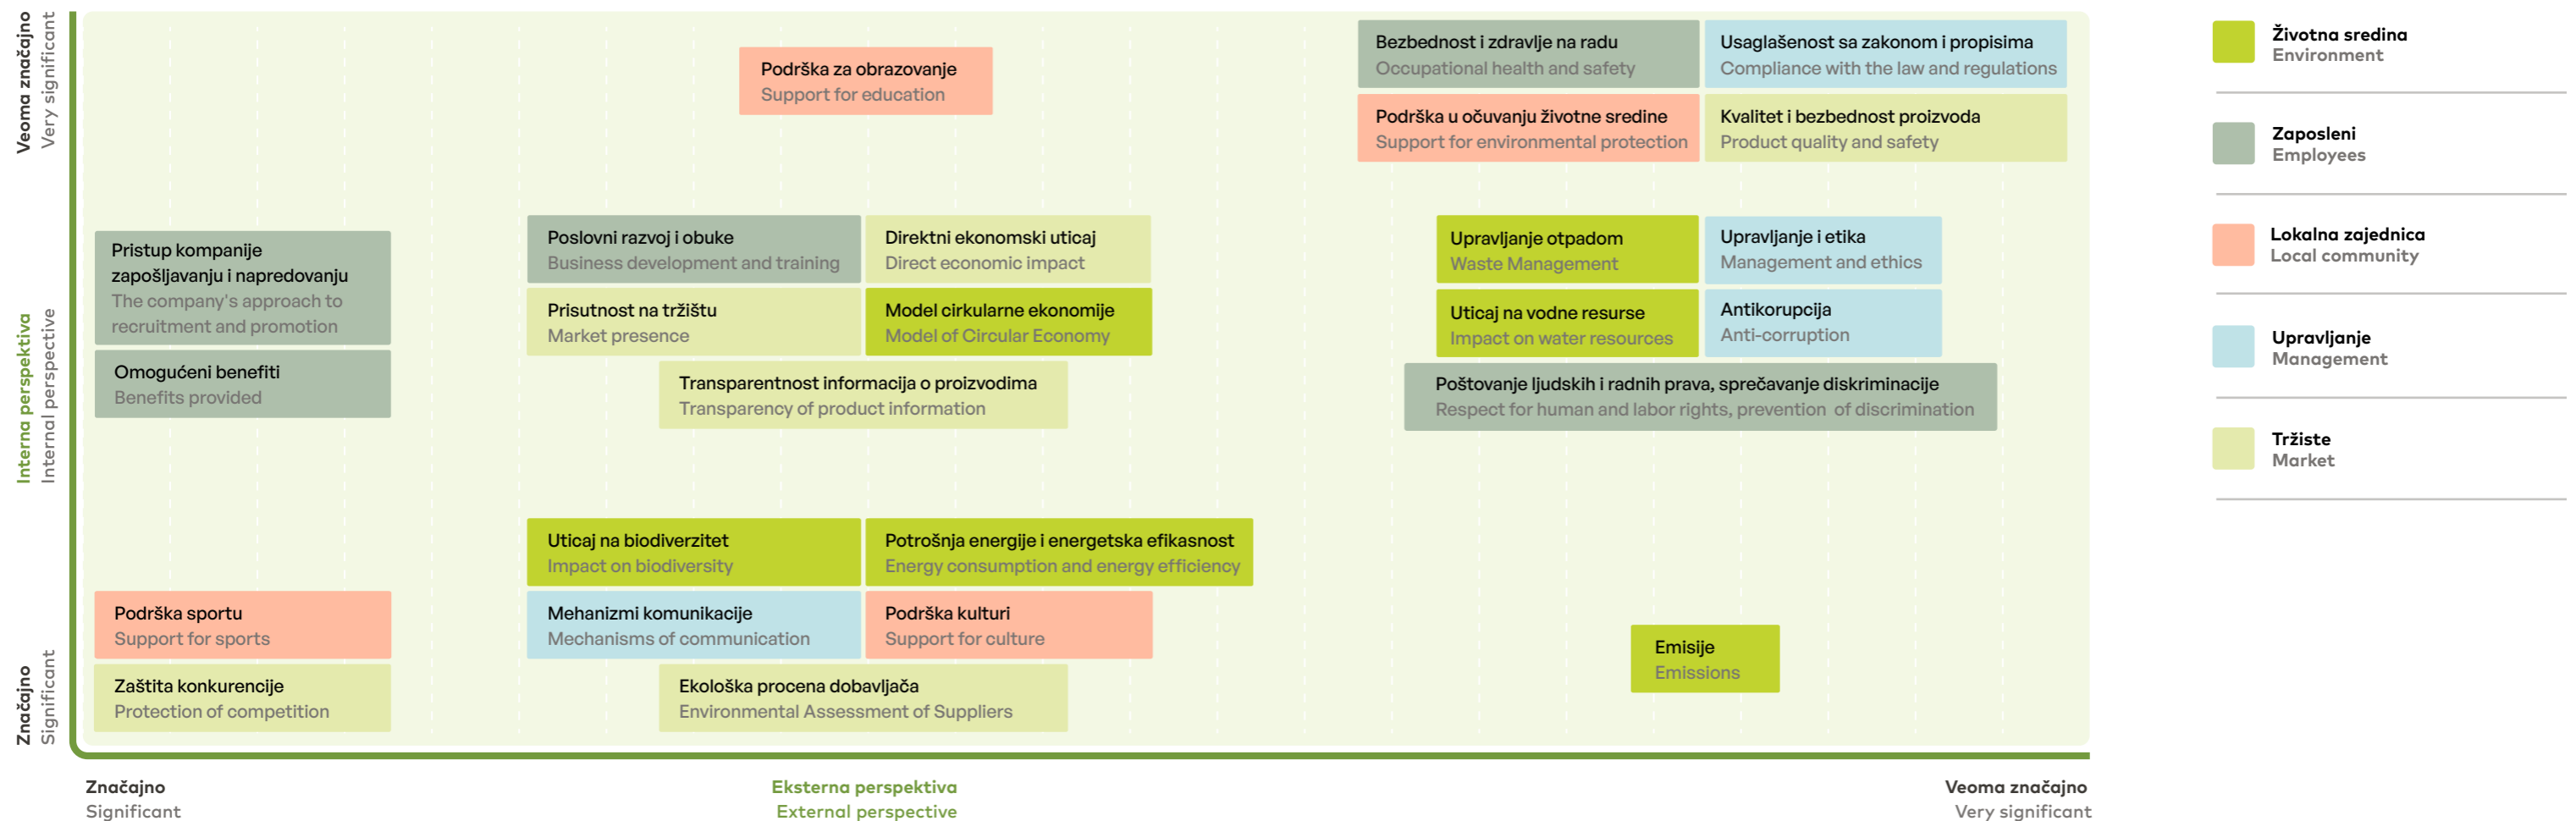 Veoma značajno
Very significant
Interna perspektiva
Internal perspective
Značajno
Significant
Podrška za obrazovanje
Support for education
Bezbednost i zdravlje na radu
Occupational health and safety
Usaglašenost sa zakonom i propisima
Compliance with the law and regulations
Podrška u očuvanju životne sredine
Support for environmental protection
Kvalitet i bezbednost proizvoda
Product quality and safety
Pristup kompanije
zapošljavanju i napredovanju
The company's approach to
recruitment and promotion
Omogućeni benefiti
Benefits provided
Poslovni razvoj i obuke
Business development and training
Direktni ekonomski uticaj
Direct economic impact
Prisutnost na tržištu
Market presence
Model cirkularne ekonomije
Model of Circular Economy
Transparentnost informacija o proizvodima
Transparency of product information
Upravljanje otpadom
Waste Management
Upravljanje i etika
Management and ethics
Uticaj na vodne resurse
Impact on water resources
Antikorupcija
Anti-corruption
Poštovanje ljudskih i radnih prava, sprečavanje diskriminacije
Respect for human and labor rights, prevention of discrimination
Uticaj na biodiverzitet
Impact on biodiversity
Potrošnja energije i energetska efikasnost
Energy consumption and energy efficiency
Podrška sportu
Support for sports
Mehanizmi komunikacije
Mechanisms of communication
Podrška kulturi
Support for culture
Zaštita konkurencije
Protection of competition
Ekološka procena dobavljača
Environmental Assessment of Suppliers
Emisije
Emissions
Značajno
Significant
Eksterna perspektiva
External perspective
Veoma značajno
Very significant
Životna sredina
Environment
Zaposleni
Employees
Lokalna zajednica
Local community
Upravljanje
Management
Tržiste
Market